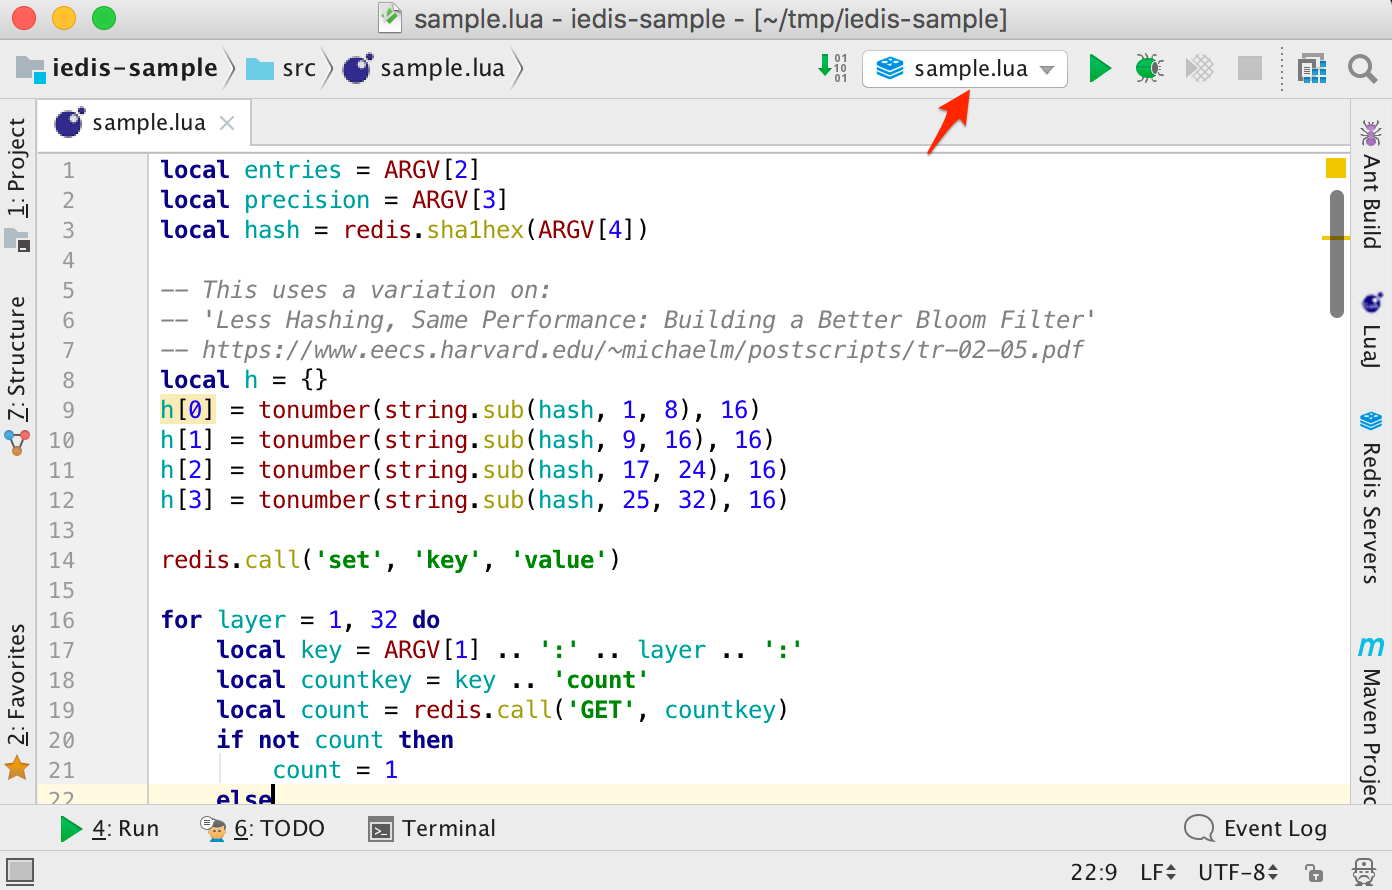 sample.lua - iedis-sample - [~/tmp/iedis-sample]
iedis-sample src sample.lua
01
10
01
sample.lua
sample.lua
1: Project
7: Structure
2: Favorites
1 local entries = ARGV[2]
2 local precision = ARGV[3]
3 local hash = redis.sha1hex(ARGV[4])
4
5 -- This uses a variation on:
6 -- 'Less Hashing, Same Performance: Building a Better Bloom Filter'
7 -- https://www.eecs.harvard.edu/~michaelm/postscripts/tr-02-05.pdf
8 local h = {}
9 h[0] = tonumber(string.sub(hash, 1, 8), 16)
10 h[1] = tonumber(string.sub(hash, 9, 16), 16)
11 h[2] = tonumber(string.sub(hash, 17, 24), 16)
12 h[3] = tonumber(string.sub(hash, 25, 32), 16)
13
14 redis.call('set', 'key', 'value')
15
16 for layer = 1, 32 do
17 local key = ARGV[1] .. ':' .. layer .. ':'
18 local countkey = key .. 'count'
19 local count = redis.call('GET', countkey)
20 if not count then
21 count = 1
22 else
Ant Build
LuaJ
Redis Servers
m
Maven Projec
4: Run 6: TODO Terminal Event Log
22:9 LF UTF-8